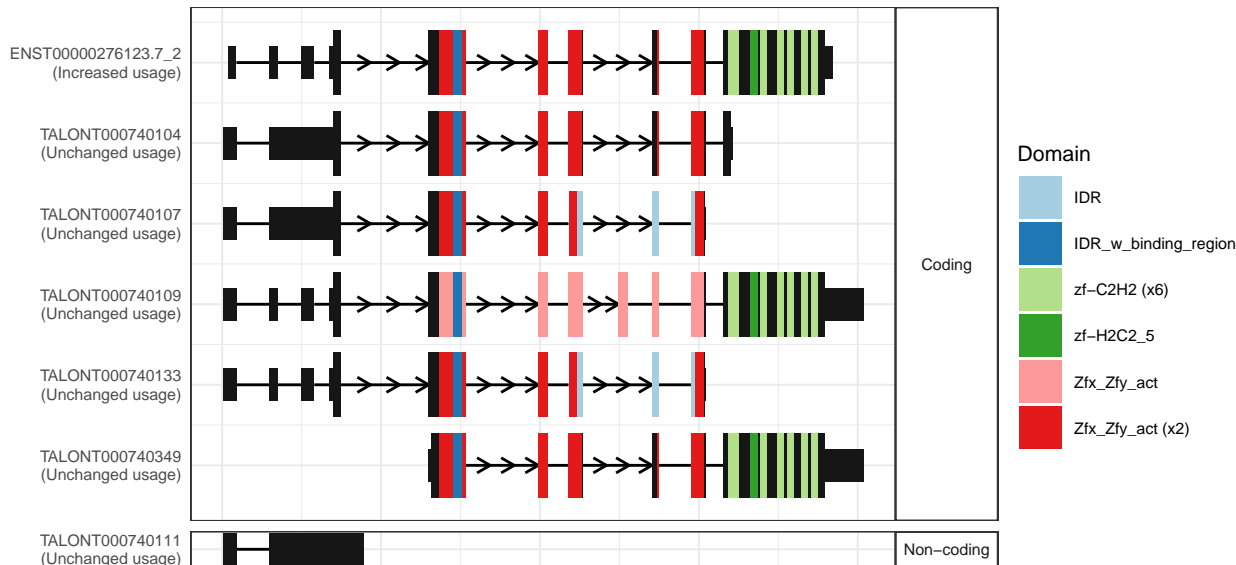 ENST00000276123.7_2
(Increased usage)
TALONT000740104
(Unchanged usage)
TALONT000740107
(Unchanged usage)
TALONT000740109
(Unchanged usage)
TALONT000740133
(Unchanged usage)
TALONT000740349
(Unchanged usage)
TALONT000740111
(Unchanged usage)
Coding
Non−coding
Domain
IDR
IDR_w_binding_region
zf−C2H2 (x6)
zf−H2C2_5
Zfx_Zfy_act
Zfx_Zfy_act (x2)